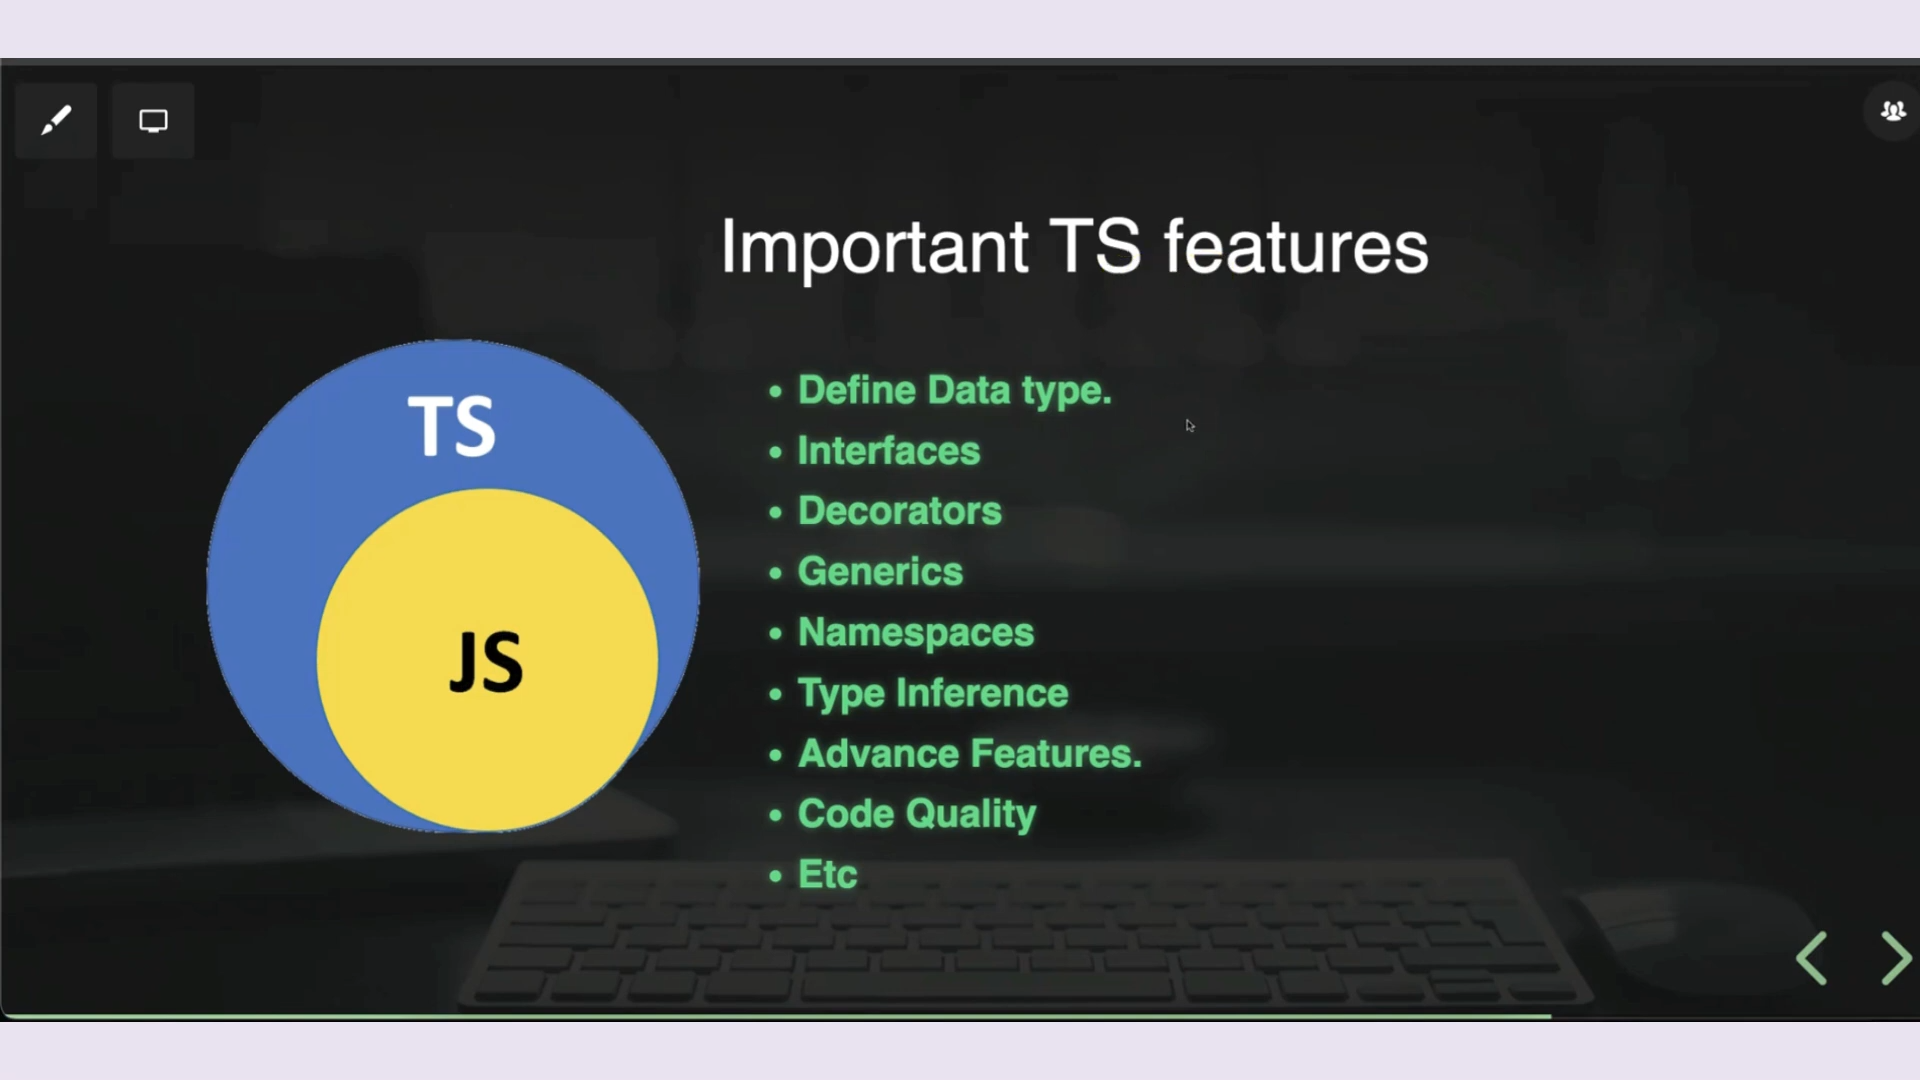 Important TS features
TS
JS
Define Data type.
Interfaces
Decorators
Generics
Namespaces
Type Inference
Advance Features.
Code Quality
Etc